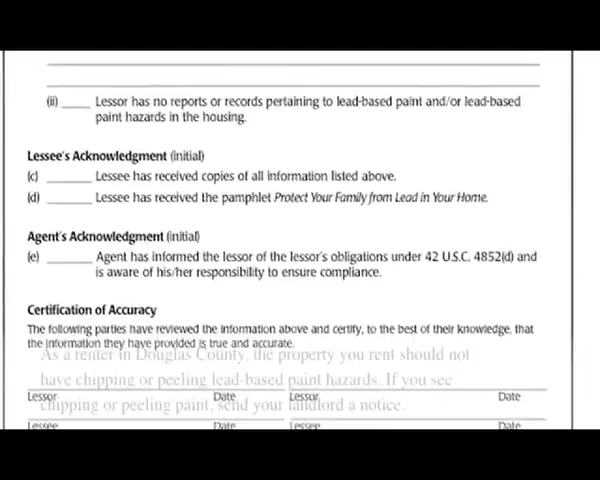 (ii) _____ Lessor has no reports or records pertaining to lead-based paint and/or lead-based
paint hazards in the housing.
Lessee's Acknowledgment (initial)
(c) ________ Lessee has received copies of all information listed above.
(d) ________ Lessee has received the pamphlet Protect Your Family from Lead in Your Home.
Agent's Acknowledgment (initial)
(e) ________ Agent has informed the lessor of the lessor's obligations under 42 U.S.C. 4852(d) and
is aware of his/her responsibility to ensure compliance.
Certification of Accuracy
The following parties have reviewed the information above and certify, to the best of their knowledge, that
the information they have provided is true and accurate.
As a renter in Douglas County, the property you rent should not
have chipping or peeling lead-based paint hazards. If you see
Lessor Date Lessor Date
chipping or peeling paint, send your landlord a notice.
Lessee Date Lessee Date